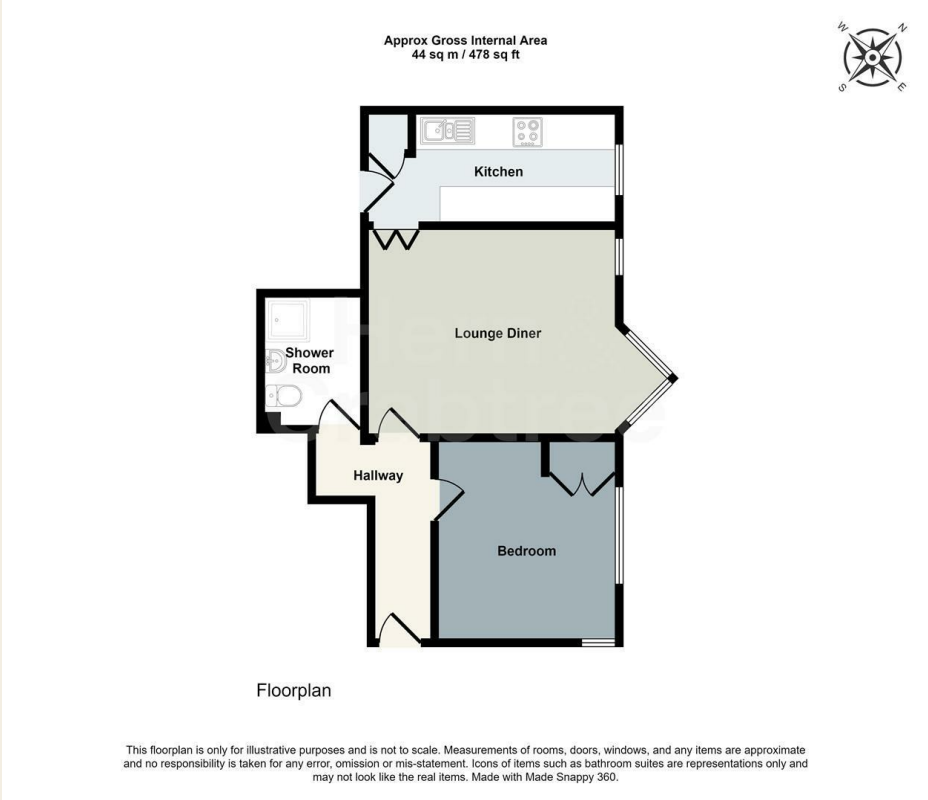 Approx Gross Internal Area
44 sq m / 478 sq ft
W
N
S
E
Kitchen
Lounge Diner
Shower
Room
Hallway
Bedroom
Hern
Crabtree
Floorplan
This floorplan is only for illustrative purposes and is not to scale. Measurements of rooms, doors, windows, and any items are approximate
and no responsibility is taken for any error, omission or mis-statement. Icons of items such as bathroom suites are representations only and
may not look like the real items. Made with Made Snappy 360.